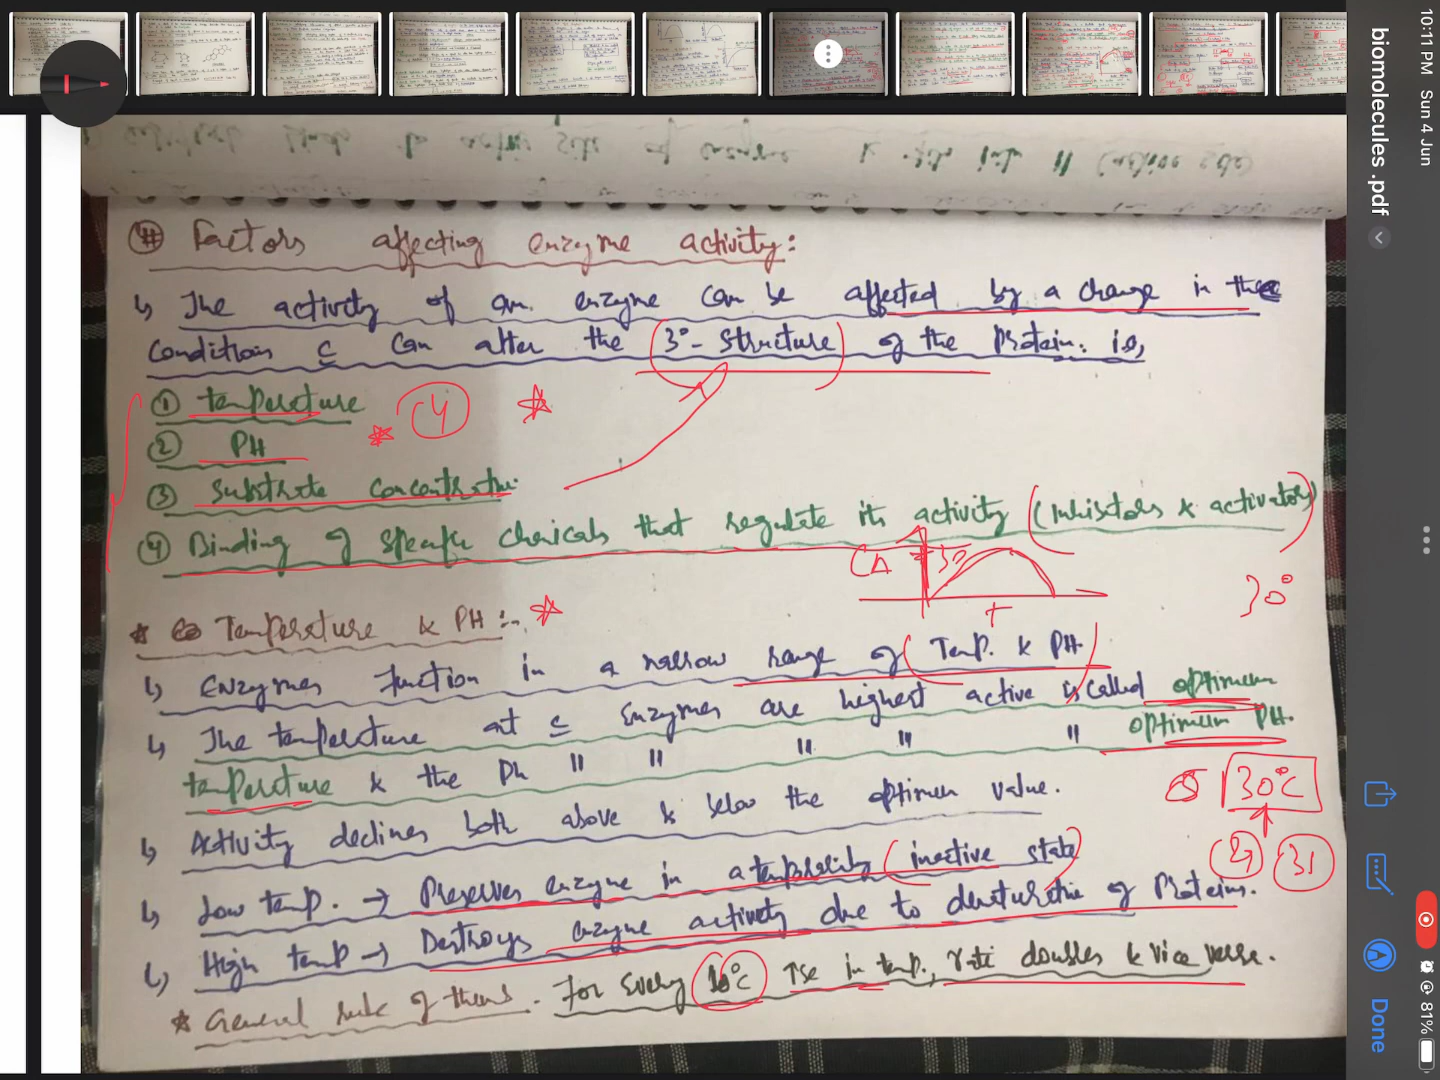 10:11 PM Sun 4 Jun
biomolecules .pdf
81%
Done
# Factors affecting enzyme activity:
↳ The activity of an enzyme can be affected by a change in the
condition c̲ can alter the (3°- structure) of the protein. i.e,
① temperature
(4)
② PH
③ Substrate concentration
④ Binding of specific chemicals that regulate its activity (Inhibitors & activators)
30
30°
* Temperature & PH :-
↳ Enzymes function in a narrow range of (Temp. & PH)
↳ The temperature at c̲ enzymes are highest active is called optimum
temperature & the Ph " " " " " optimum PH.
30°C
29
31
↳ Activity declines both above & below the optimum value.
↳ Low temp. → Preserves enzyme in a temporarily (inactive state)
↳ High temp → Destroys enzyme activity due to denaturation of Proteins.
* General rule of thumb. For every 10°C rse in temp., rate doubles & vice versa.